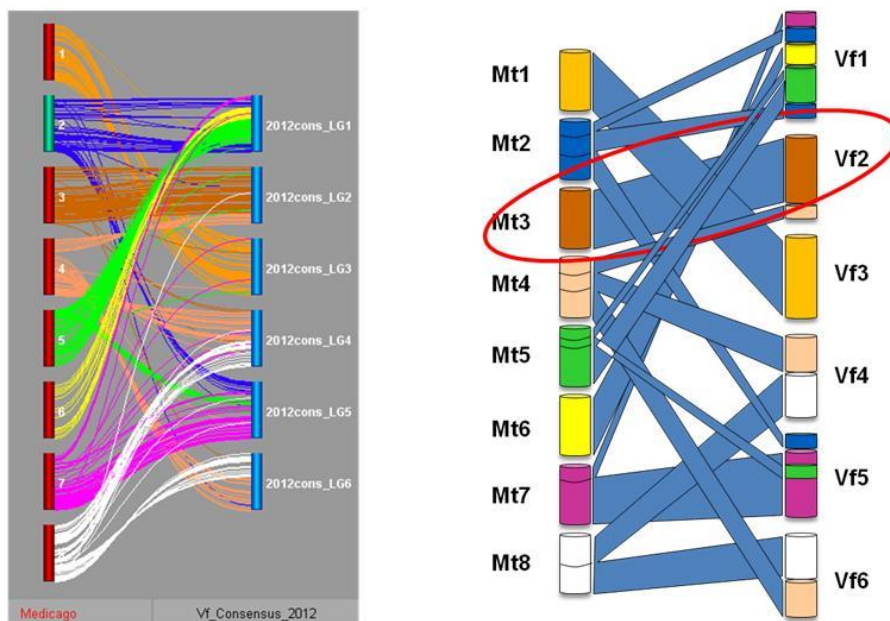 1
2
3
4
5
6
7
2012cons_LG1
2012cons_LG2
2012cons_LG3
2012cons_LG4
2012cons_LG5
2012cons_LG6
Medicago
Vf_Consensus_2012
Mt1
Mt2
Mt3
Mt4
Mt5
Mt6
Mt7
Mt8
Vf1
Vf2
Vf3
Vf4
Vf5
Vf6